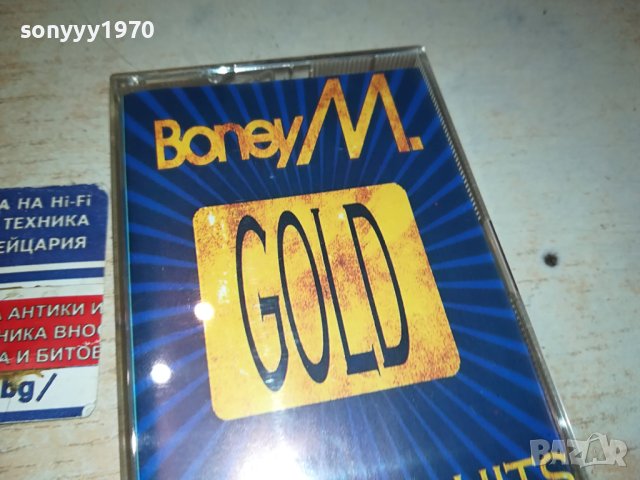 sonyyy1970
Boney M.
GOLD
HITS
А НА Hi-Fi
ТЕХНИКА
ЕЙЦАРИЯ
АНТИКИ И
НИКА ВНО
А И БИТОВ
bg/
BAZAR